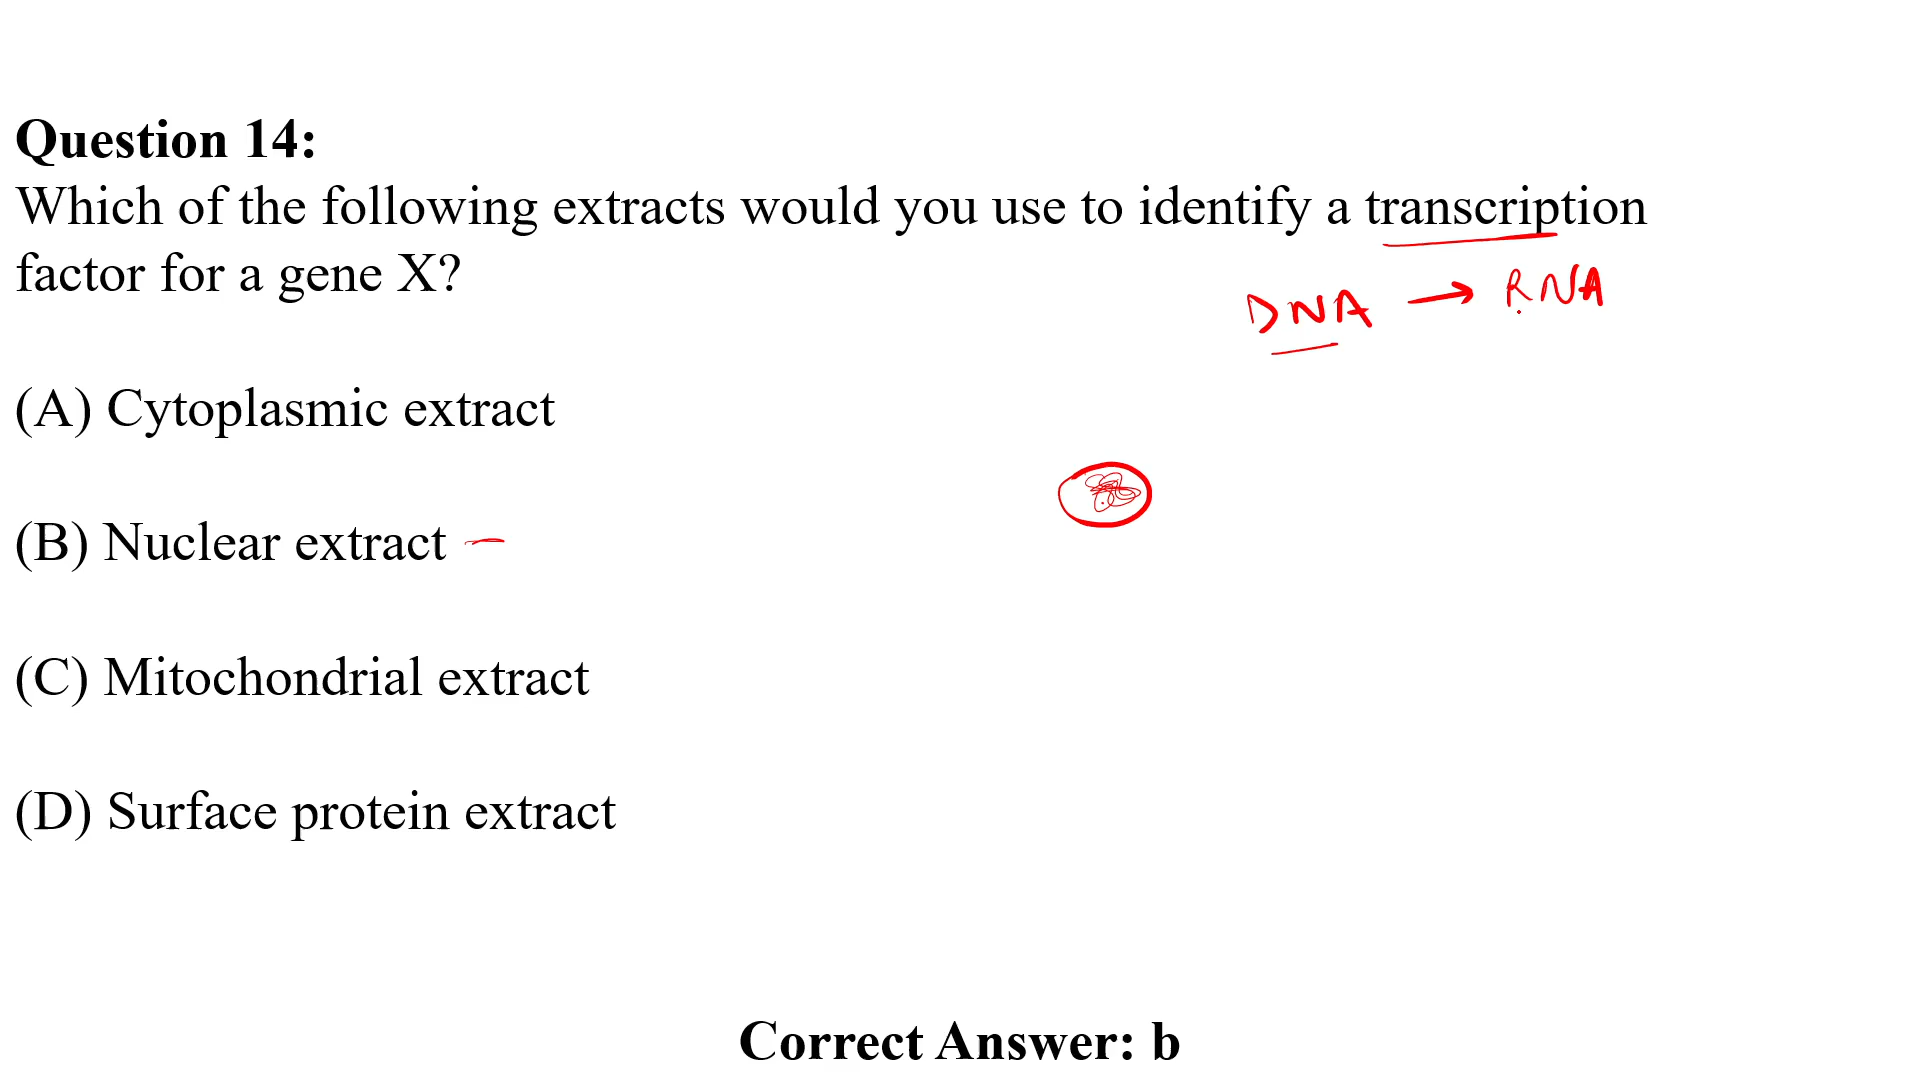 Question 14:
Which of the following extracts would you use to identify a transcription
factor for a gene X?
DNA → RNA
(A) Cytoplasmic extract
(B) Nuclear extract
(C) Mitochondrial extract
(D) Surface protein extract
Correct Answer: b